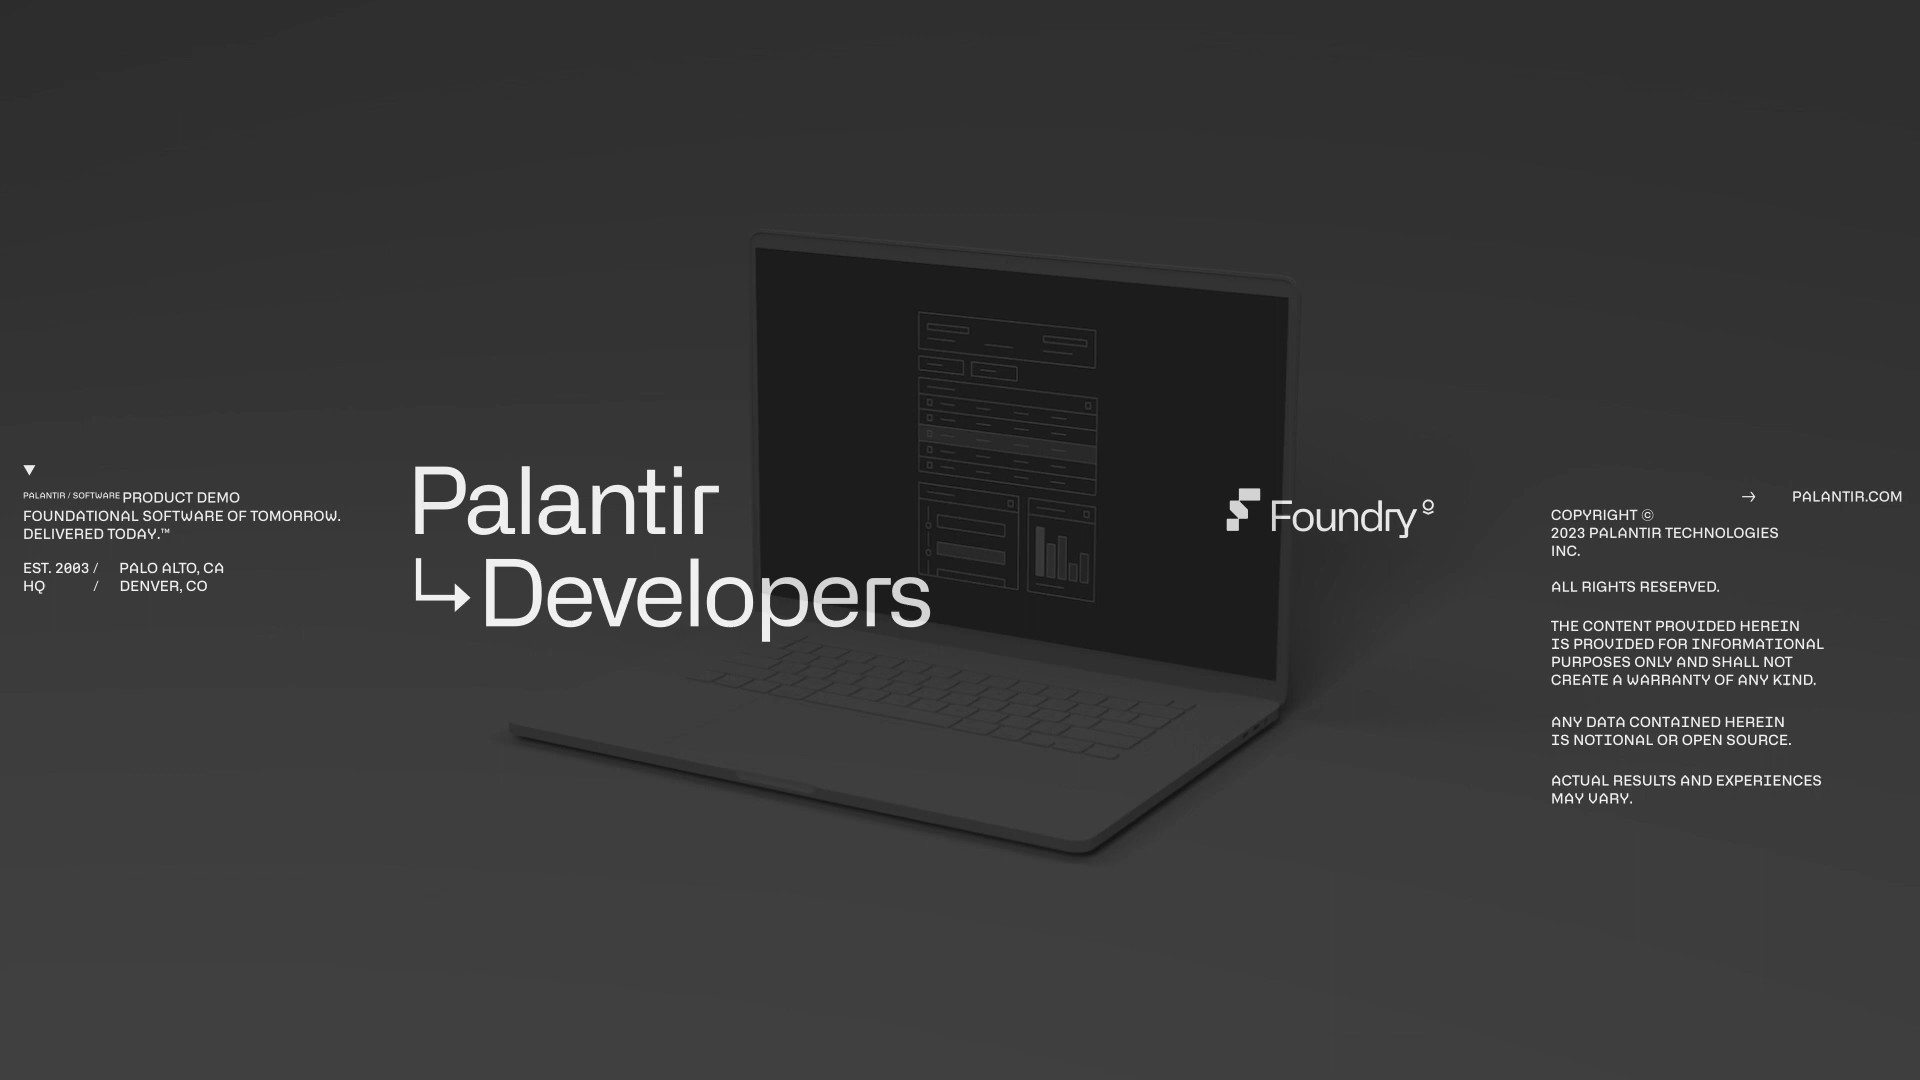 ▼
PALANTIR / SOFTWARE PRODUCT DEMO
FOUNDATIONAL SOFTWARE OF TOMORROW.
DELIVERED TODAY.™
EST. 2003 / PALO ALTO, CA
HQ / DENVER, CO
Palantir
↳ Developers
Foundry
→ PALANTIR.COM
COPYRIGHT ©
2023 PALANTIR TECHNOLOGIES
INC.
ALL RIGHTS RESERVED.
THE CONTENT PROVIDED HEREIN
IS PROVIDED FOR INFORMATIONAL
PURPOSES ONLY AND SHALL NOT
CREATE A WARRANTY OF ANY KIND.
ANY DATA CONTAINED HEREIN
IS NOTIONAL OR OPEN SOURCE.
ACTUAL RESULTS AND EXPERIENCES
MAY VARY.